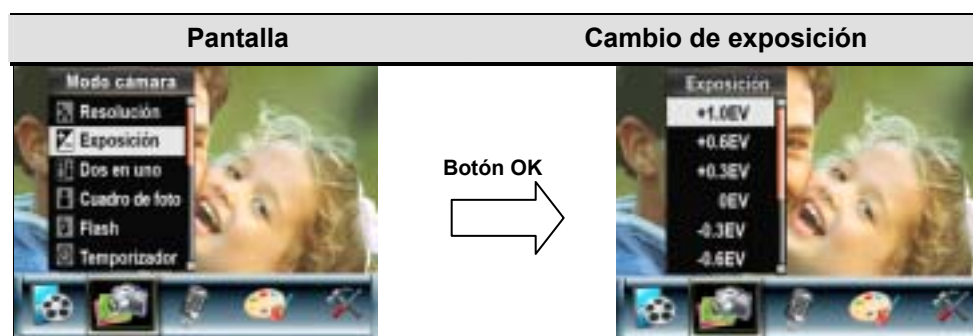 Pantalla
Cambio de exposición
Modo cámara
Resolución
Exposición
Dos en uno
Cuadro de foto
Flash
Temporizador
Botón OK
Exposición
+1.0EV
+0.6EV
+0.3EV
0EV
-0.3EV
-0.6EV